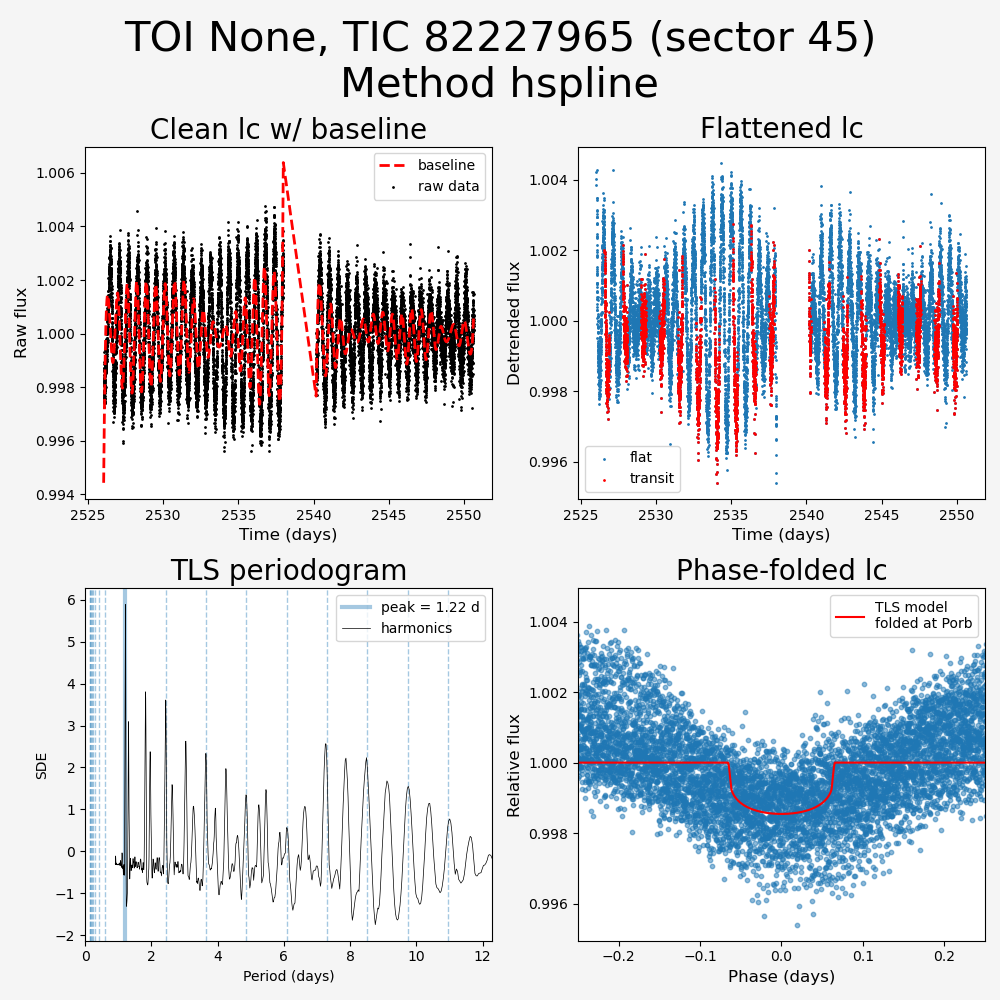 TOI None, TIC 82227965 (sector 45)
Method hspline
Clean lc w/ baseline
Raw flux
1.006
1.004
1.002
1.000
0.998
0.996
0.994
baseline
raw data
2525
2530
2535
2540
2545
2550
Time (days)
Flattened lc
Detrended flux
1.004
1.002
1.000
0.998
0.996
flat
transit
2525
2530
2535
2540
2545
2550
Time (days)
TLS periodogram
SDE
6
5
4
3
2
1
0
−1
−2
peak = 1.22 d
harmonics
0
2
4
6
8
10
12
Period (days)
Phase-folded lc
Relative flux
1.004
1.002
1.000
0.998
0.996
TLS model
folded at Porb
−0.2
−0.1
0.0
0.1
0.2
Phase (days)